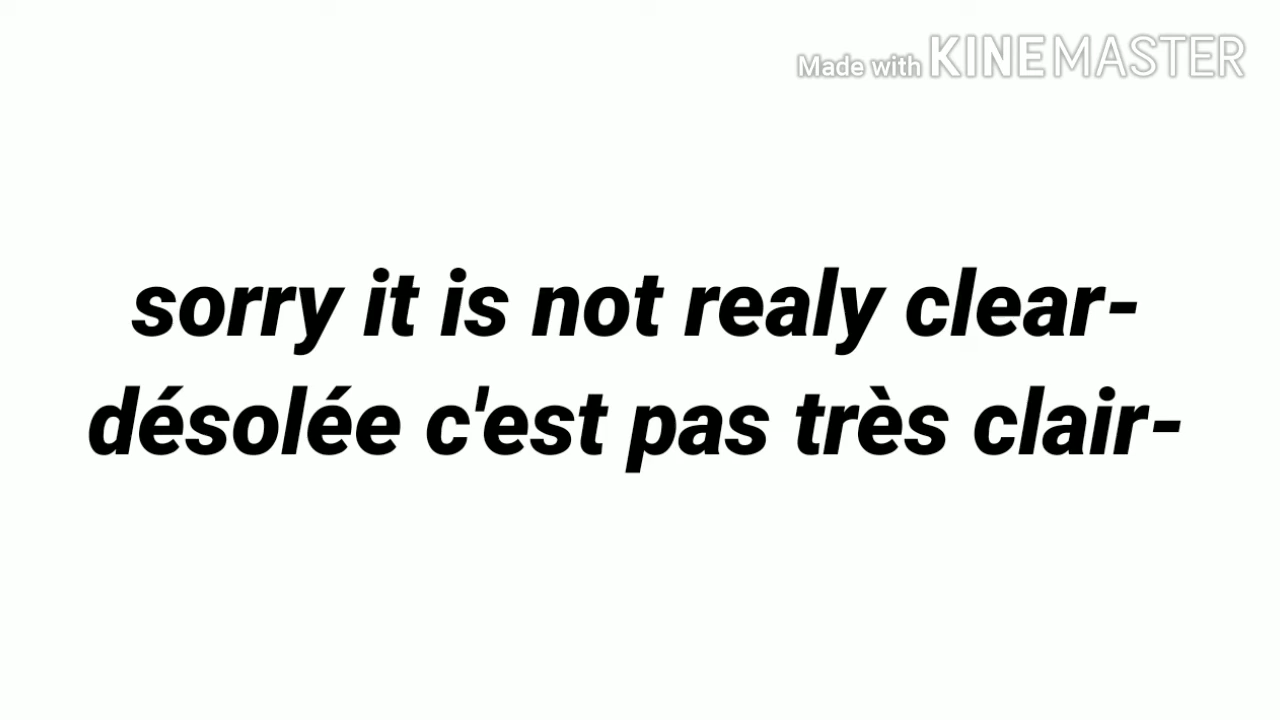 Made with KINEMASTER
sorry it is not realy clear-
désolée c'est pas très clair-